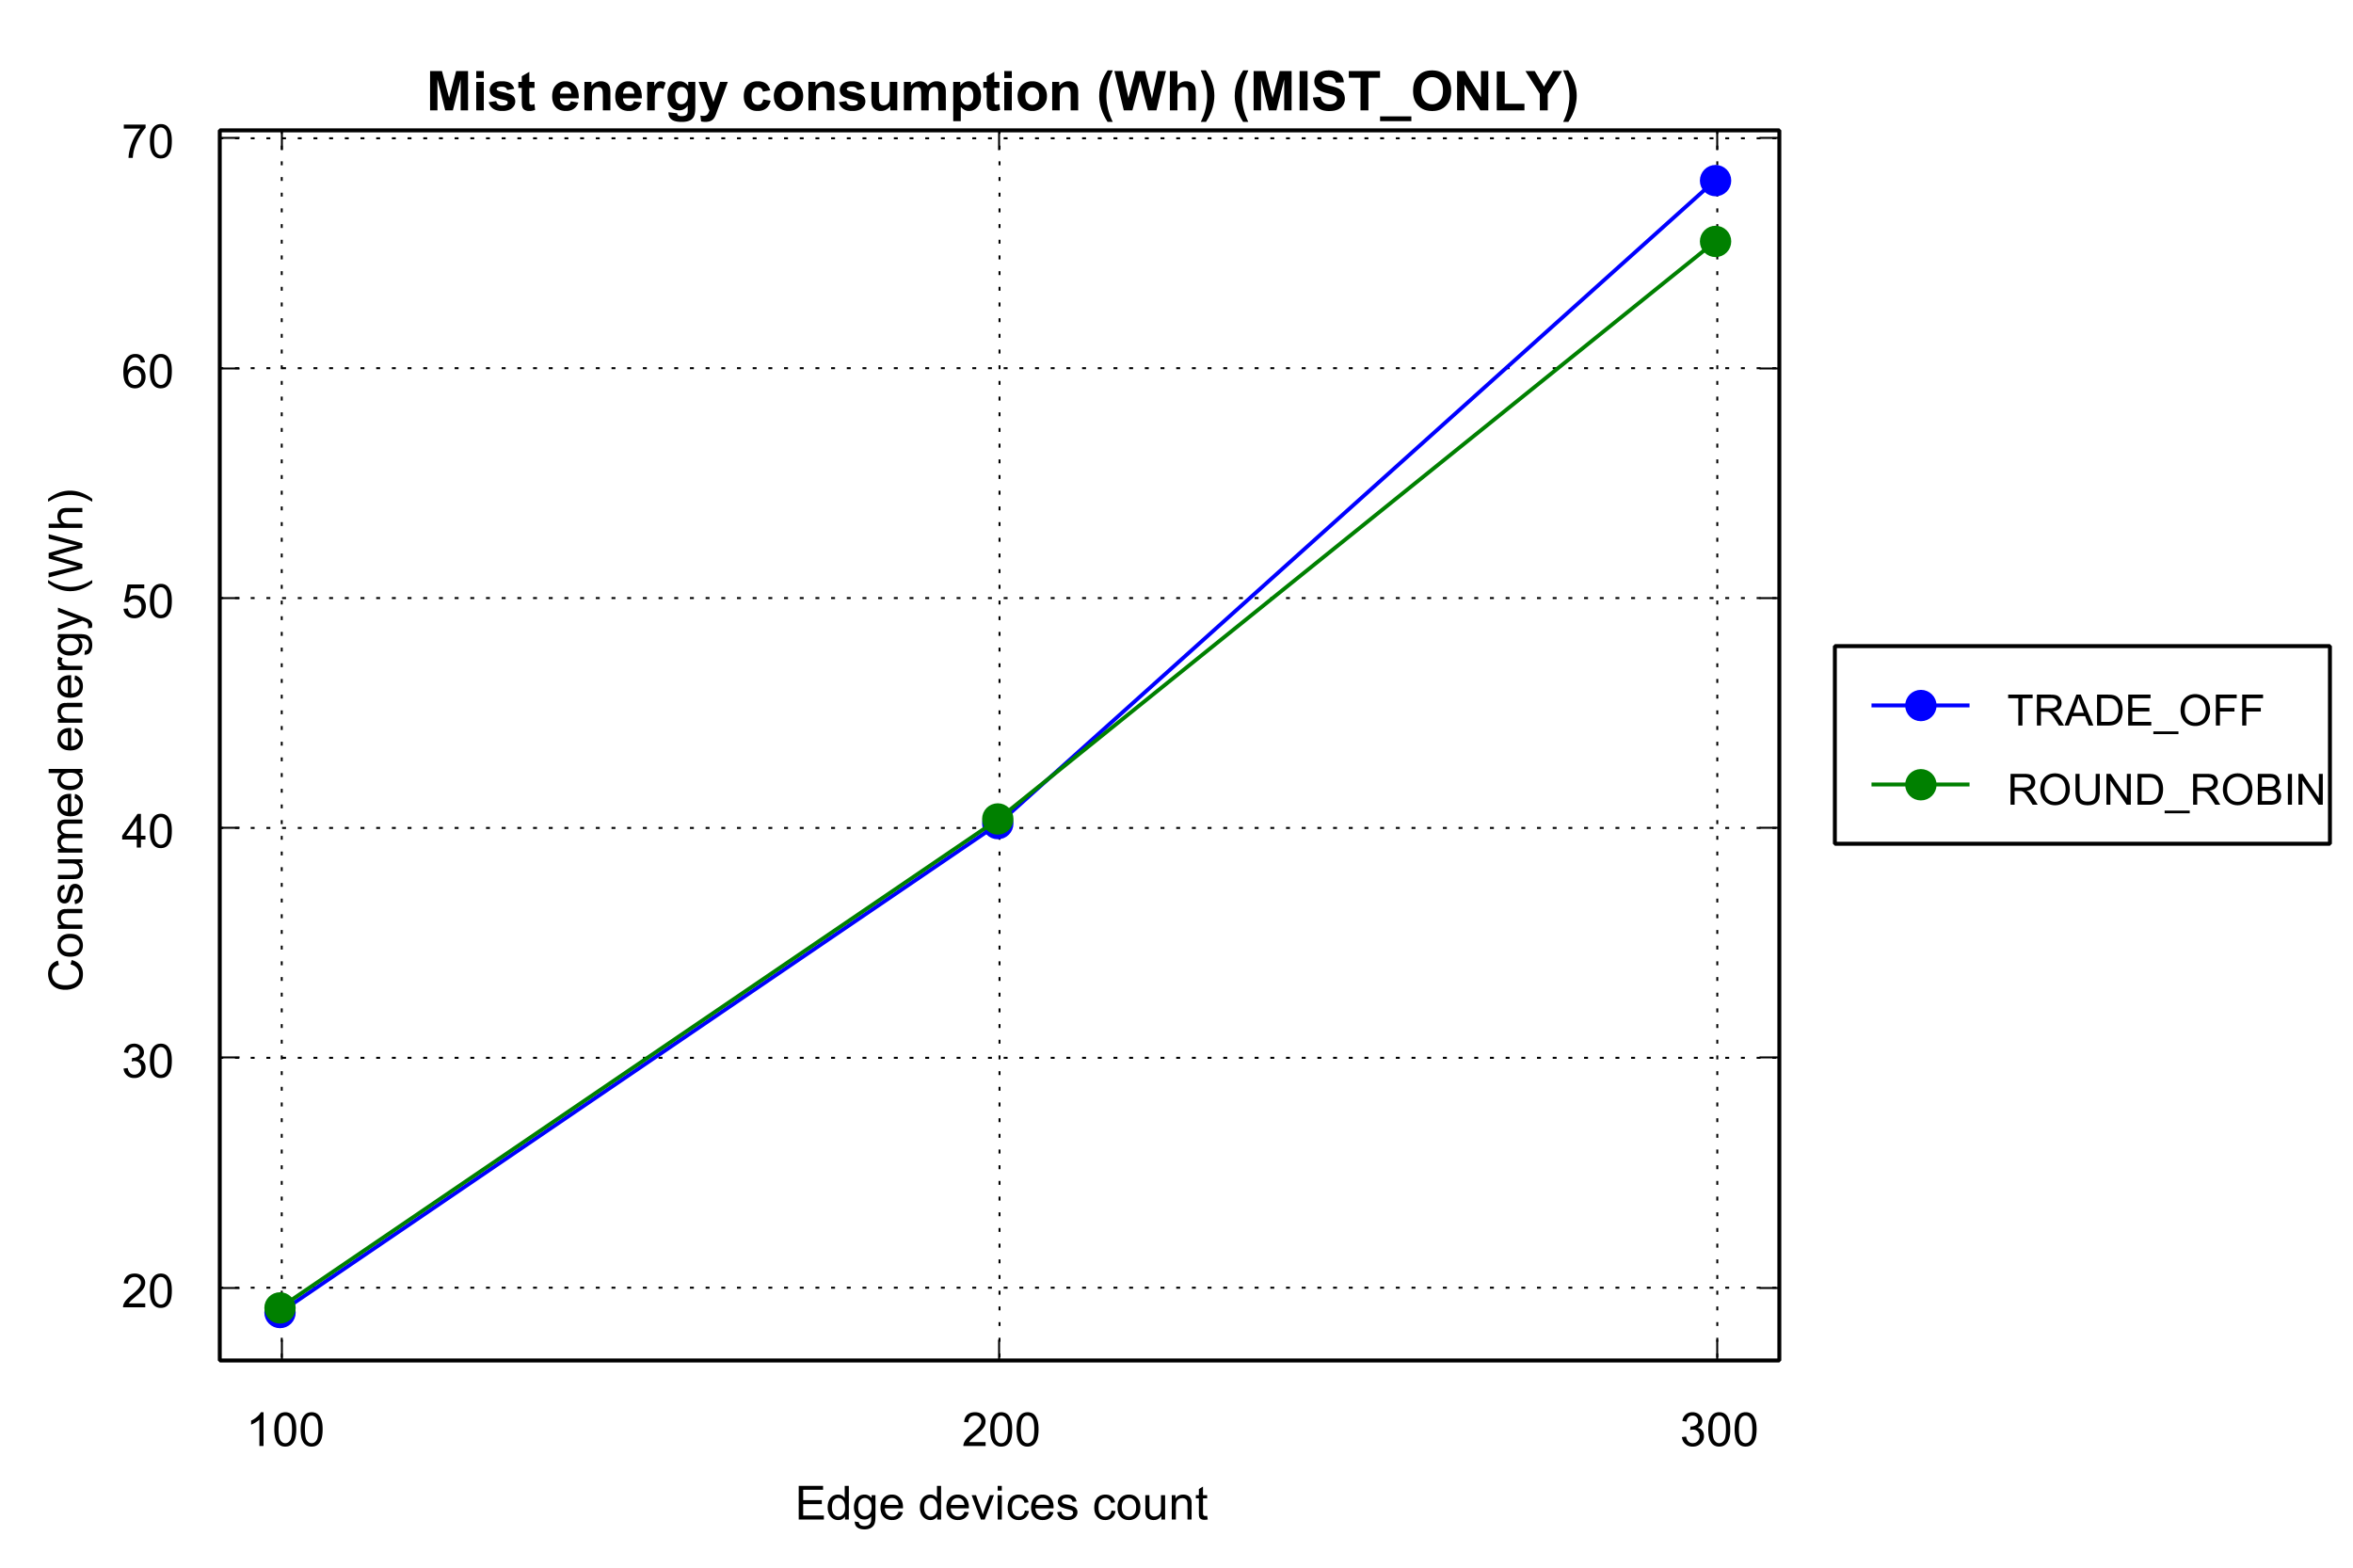 Mist energy consumption (Wh) (MIST_ONLY)
70
60
50
40
30
20
Consumed energy (Wh)
100 200 300
Edge devices count
TRADE_OFF
ROUND_ROBIN